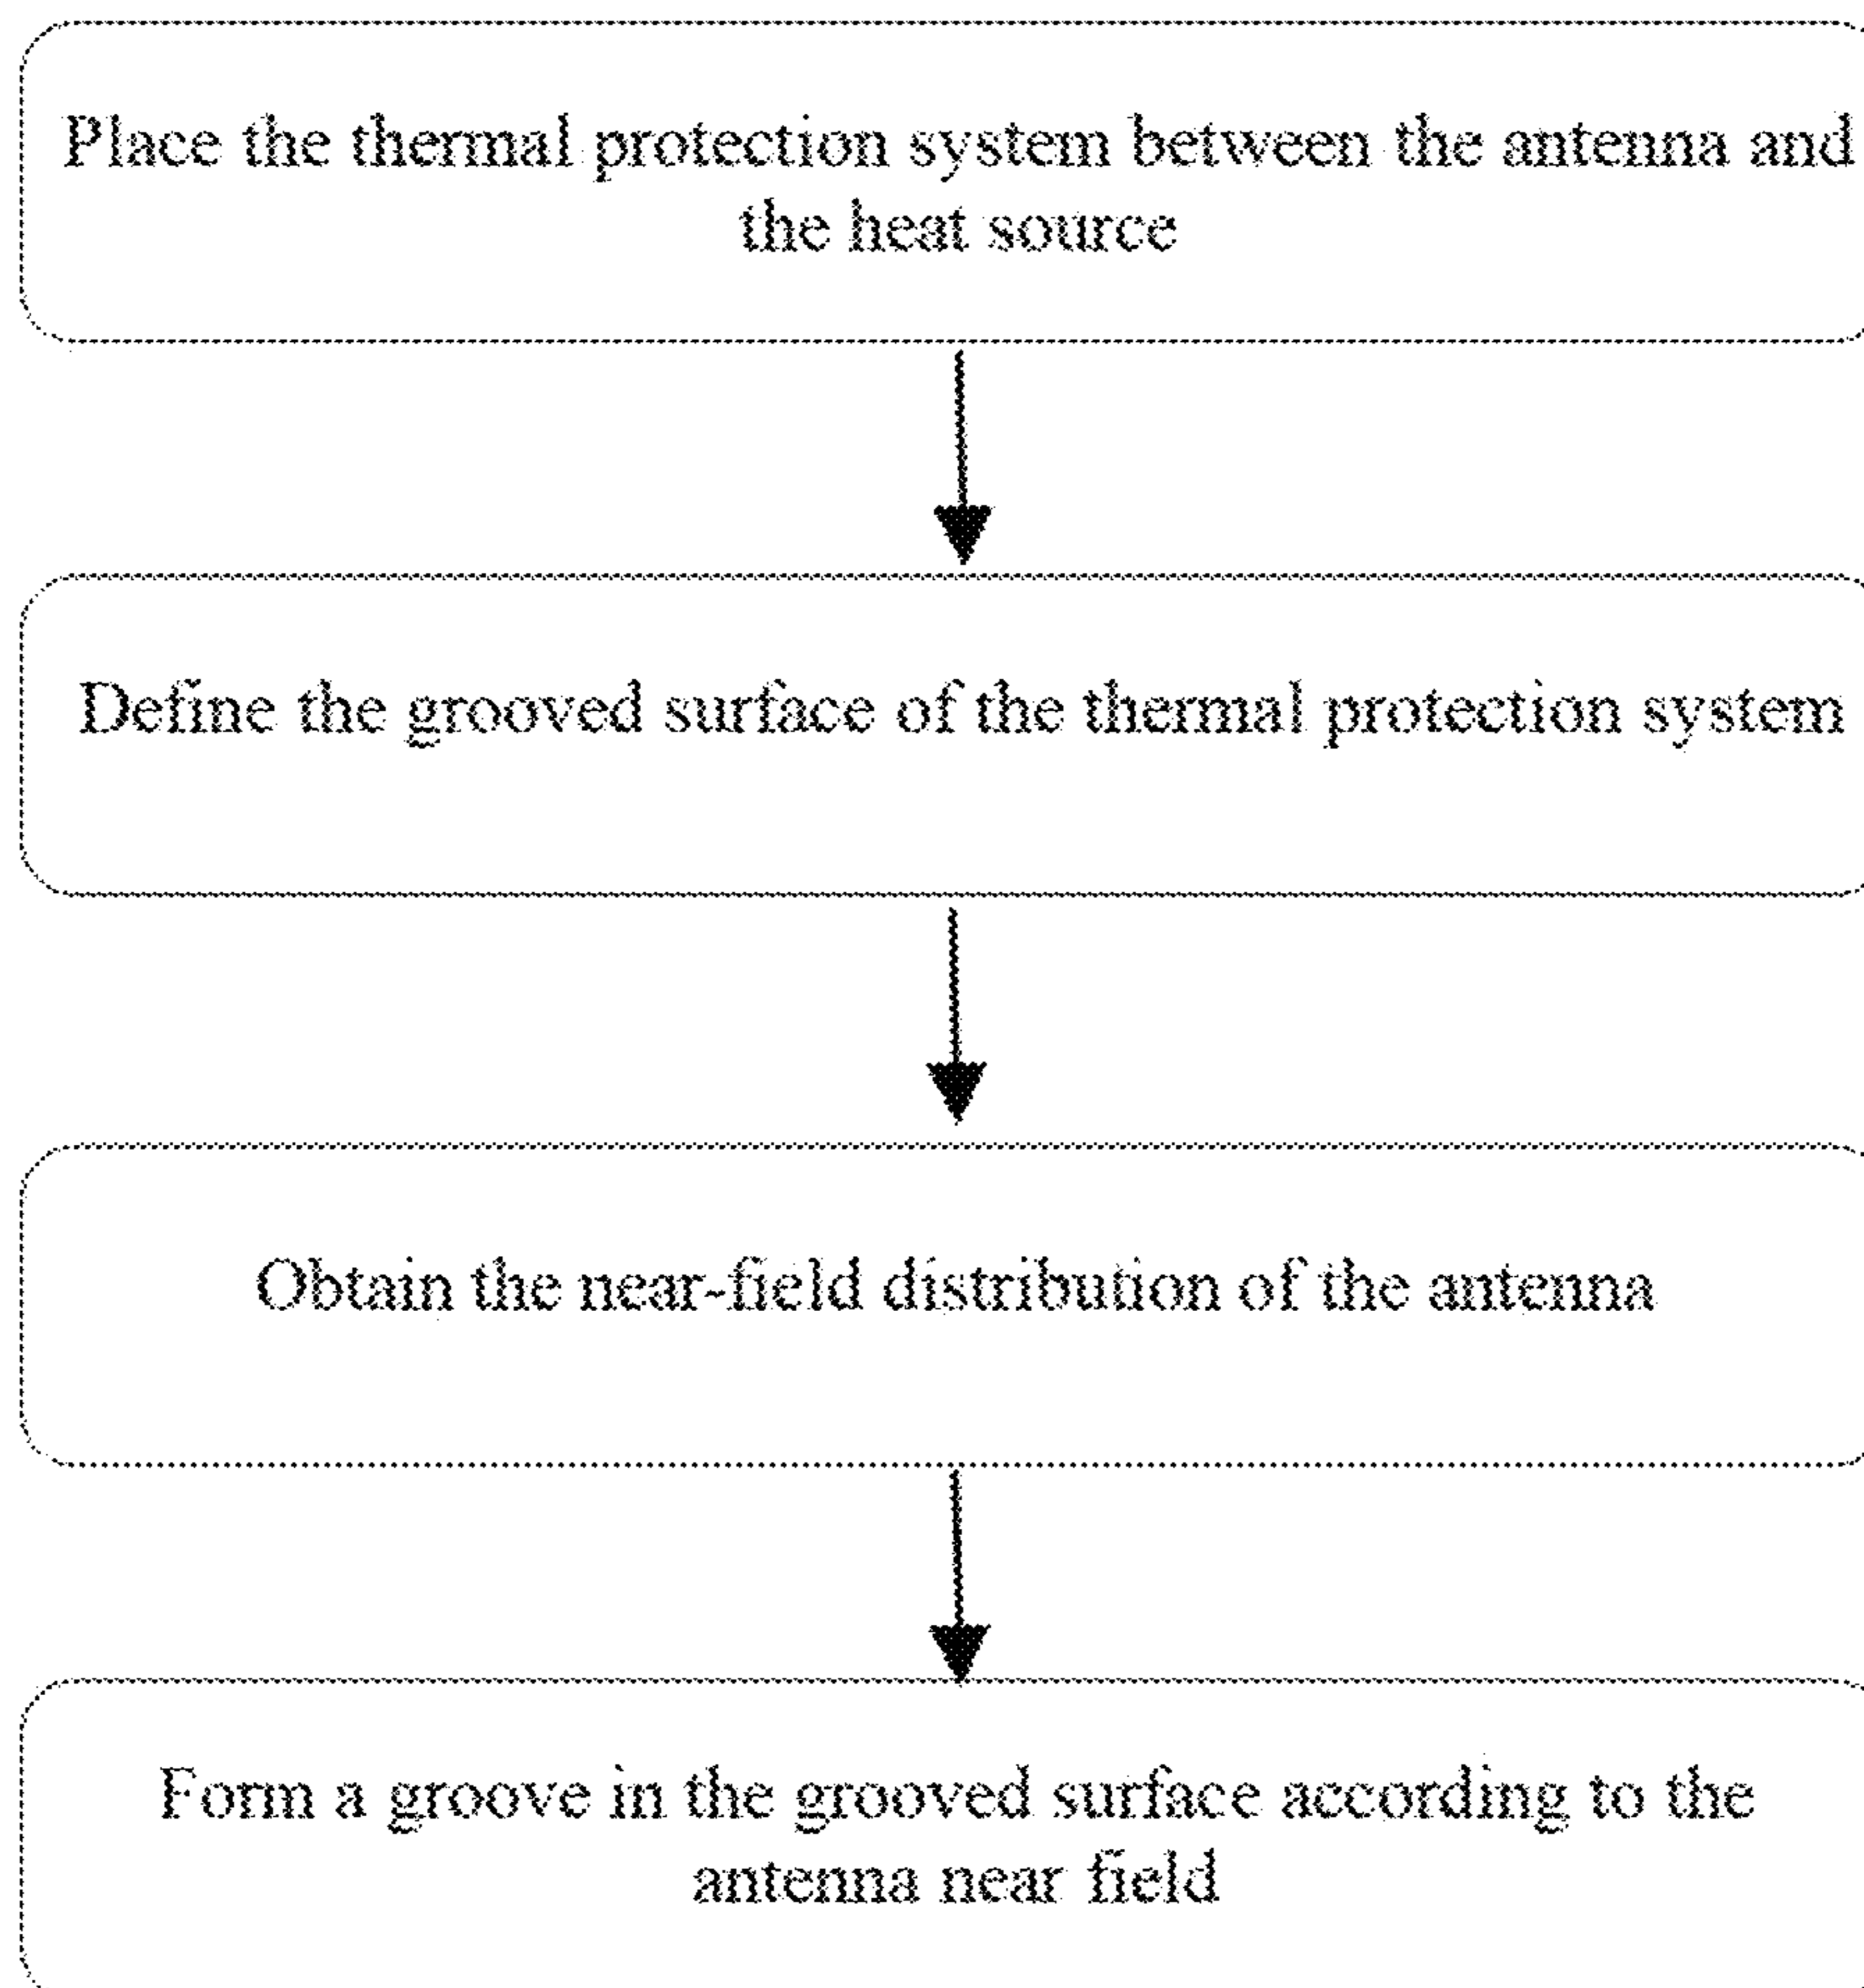 Place the thermal protection system between the antenna and
the heat source
Define the grooved surface of the thermal protection system
Obtain the near-field distribution of the antenna
Form a groove in the grooved surface according to the
antenna near field